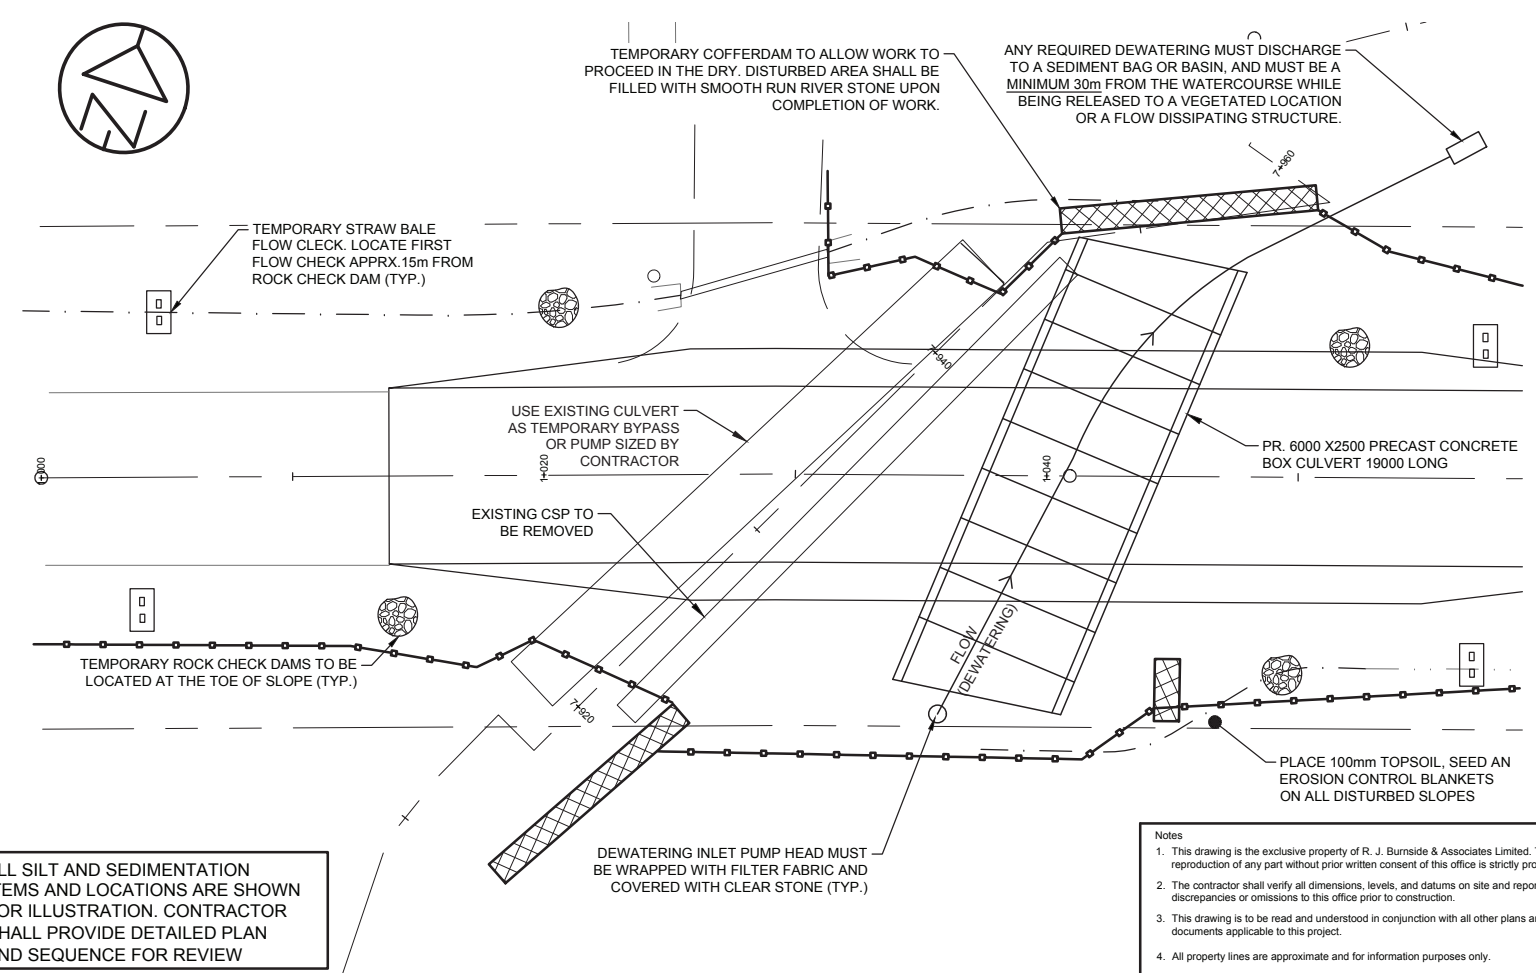 TEMPORARY COFFERDAM TO ALLOW WORK TO
PROCEED IN THE DRY. DISTURBED AREA SHALL BE
FILLED WITH SMOOTH RUN RIVER STONE UPON
COMPLETION OF WORK.
ANY REQUIRED DEWATERING MUST DISCHARGE
TO A SEDIMENT BAG OR BASIN, AND MUST BE A
MINIMUM 30m FROM THE WATERCOURSE WHILE
BEING RELEASED TO A VEGETATED LOCATION
OR A FLOW DISSIPATING STRUCTURE.
7+960
TEMPORARY STRAW BALE
FLOW CLECK. LOCATE FIRST
FLOW CHECK APPRX.15m FROM
ROCK CHECK DAM (TYP.)
7+940
USE EXISTING CULVERT
AS TEMPORARY BYPASS
OR PUMP SIZED BY
CONTRACTOR
PR. 6000 X2500 PRECAST CONCRETE
BOX CULVERT 19000 LONG
1+000
1+020
1+040
EXISTING CSP TO
BE REMOVED
FLOW
(DEWATERING)
TEMPORARY ROCK CHECK DAMS TO BE
LOCATED AT THE TOE OF SLOPE (TYP.)
7+920
PLACE 100mm TOPSOIL, SEED AN
EROSION CONTROL BLANKETS
ON ALL DISTURBED SLOPES
DEWATERING INLET PUMP HEAD MUST
BE WRAPPED WITH FILTER FABRIC AND
COVERED WITH CLEAR STONE (TYP.)
LL SILT AND SEDIMENTATION
TEMS AND LOCATIONS ARE SHOWN
OR ILLUSTRATION. CONTRACTOR
HALL PROVIDE DETAILED PLAN
ND SEQUENCE FOR REVIEW
Notes
1. This drawing is the exclusive property of R. J. Burnside & Associates Limited.
reproduction of any part without prior written consent of this office is strictly pro
2. The contractor shall verify all dimensions, levels, and datums on site and repor
discrepancies or omissions to this office prior to construction.
3. This drawing is to be read and understood in conjunction with all other plans a
documents applicable to this project.
4. All property lines are approximate and for information purposes only.